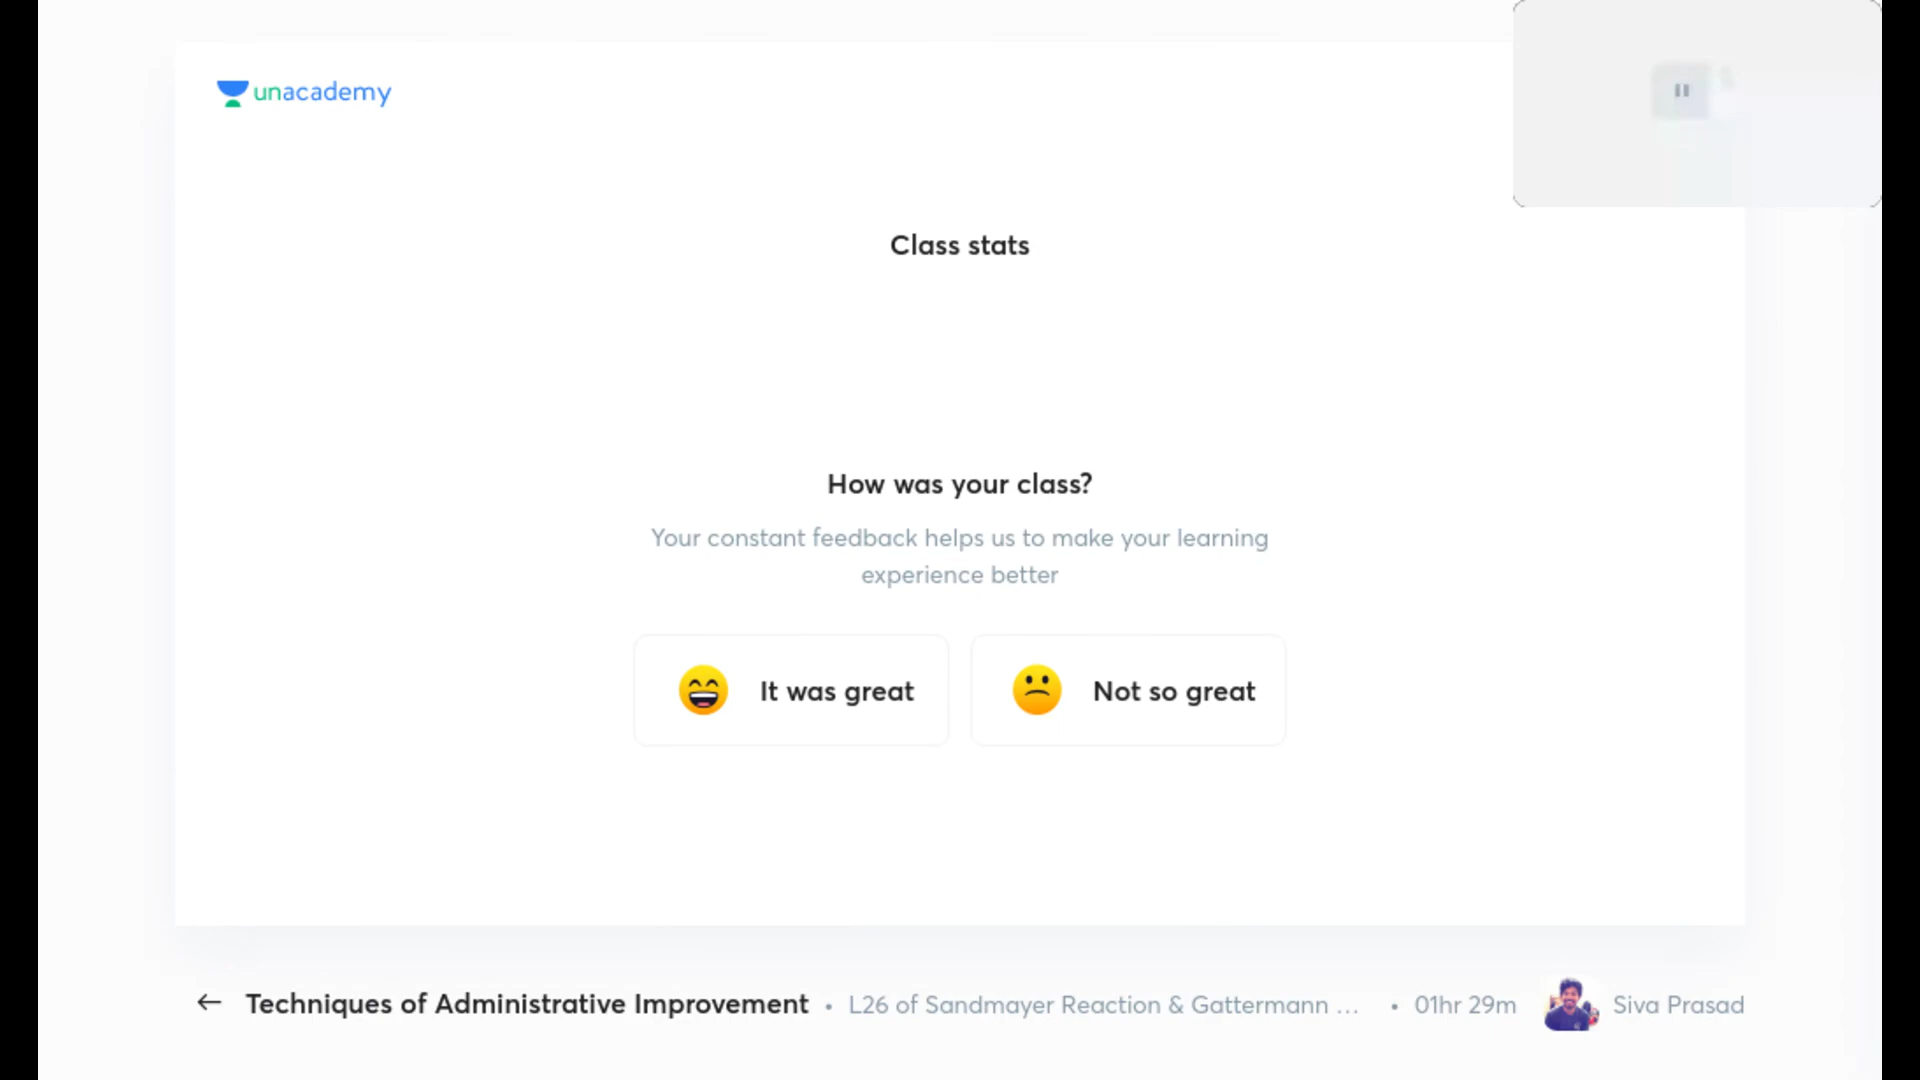 unacademy
Class stats
How was your class?
Your constant feedback helps us to make your learning
experience better
It was great
Not so great
Techniques of Administrative Improvement • L26 of Sandmayer Reaction & Gattermann ... • 01hr 29m Siva Prasad